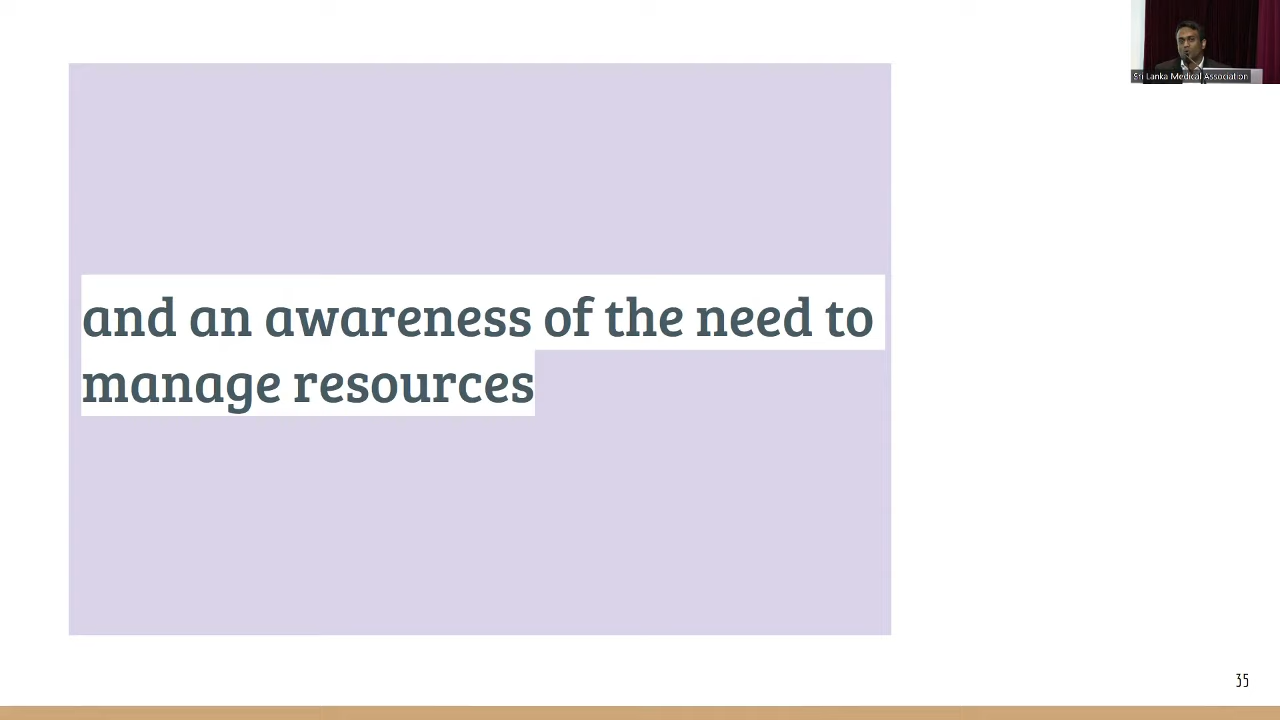 Sri Lanka Medical Association
and an awareness of the need to
manage resources
35